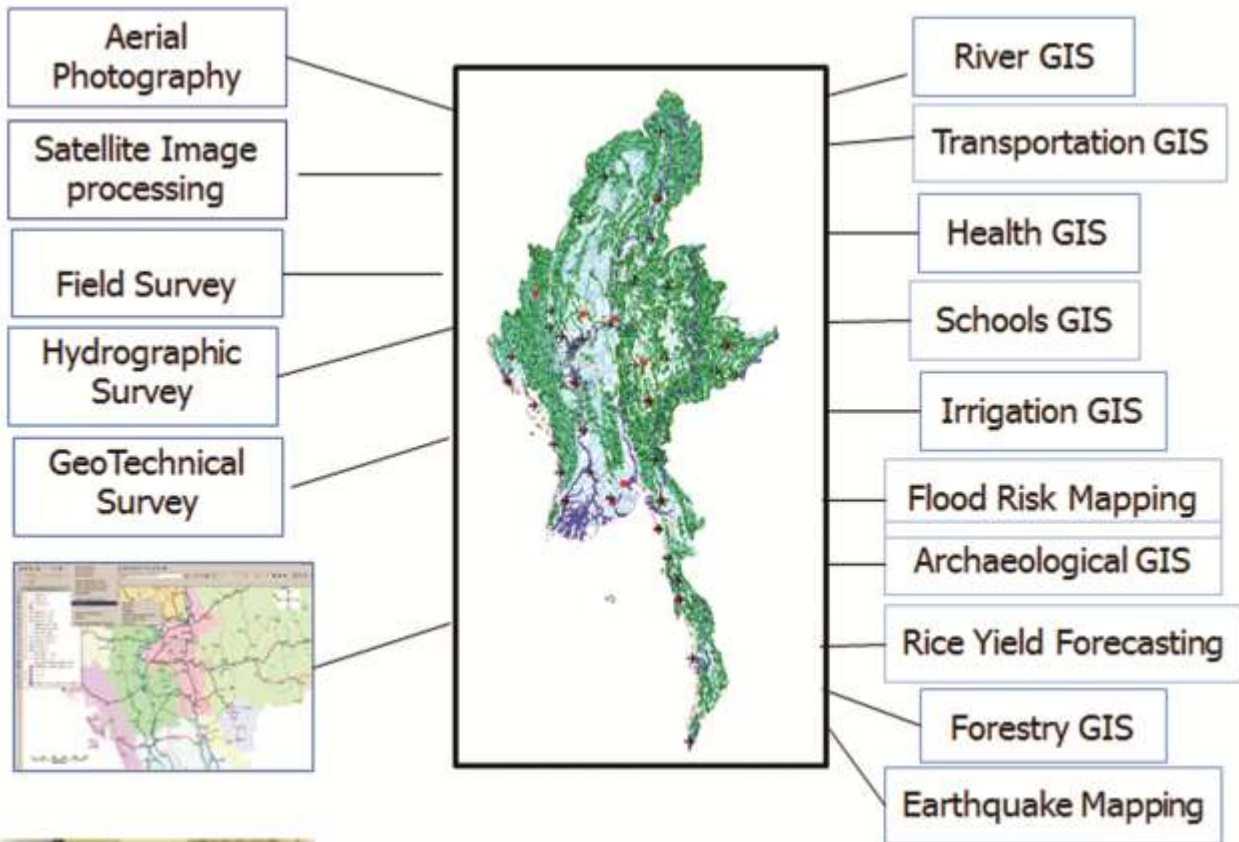 Aerial
Photography
Satellite Image
processing
Field Survey
Hydrographic
Survey
GeoTechnical
Survey
River GIS
Transportation GIS
Health GIS
Schools GIS
Irrigation GIS
Flood Risk Mapping
Archaeological GIS
Rice Yield Forecasting
Forestry GIS
Earthquake Mapping